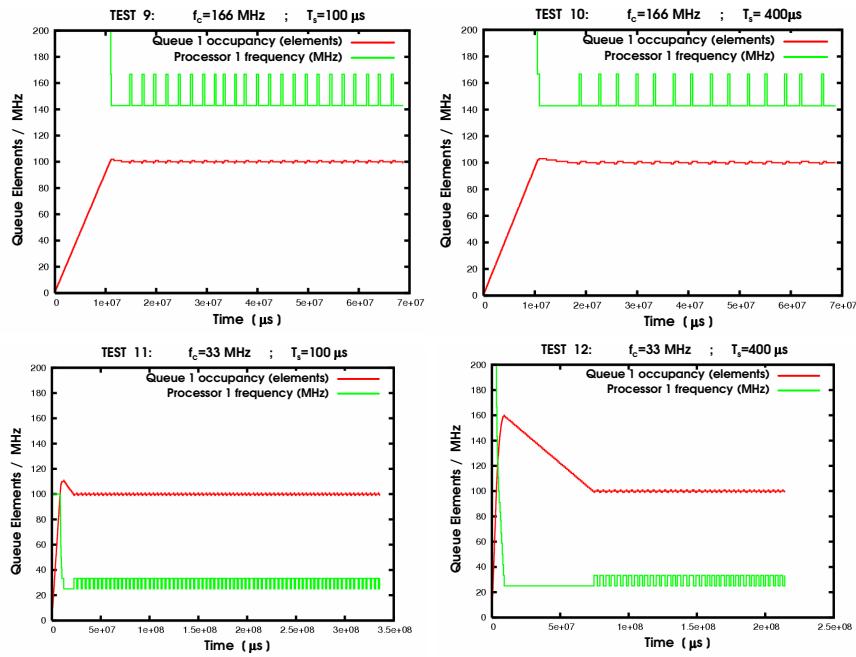 TEST 9: f_c=166 MHz ; T_s=100 µs
Queue 1 occupancy (elements)
Processor 1 frequency (MHz)
Queue Elements / MHz
200
180
160
140
120
100
80
60
40
20
0
0 1e+07 2e+07 3e+07 4e+07 5e+07 6e+07 7e+07
Time (µs)
TEST 10: f_c=166 MHz ; T_s= 400µs
Queue 1 occupancy (elements)
Processor 1 frequency (MHz)
Queue Elements / MHz
200
180
160
140
120
100
80
60
40
20
0
0 1e+07 2e+07 3e+07 4e+07 5e+07 6e+07 7e+07
Time (µs)
TEST 11: f_c=33 MHz ; T_s=100 µs
Queue 1 occupancy (elements)
Processor 1 frequency (MHz)
Queue Elements / MHz
200
180
160
140
120
100
80
60
40
20
0
0 5e+07 1e+08 1.5e+08 2e+08 2.5e+08 3e+08 3.5e+08
Time (µs)
TEST 12: f_c=33 MHz ; T_s=400 µs
Queue 1 occupancy (elements)
Processor 1 frequency (MHz)
Queue Elements / MHz
200
180
160
140
120
100
80
60
40
20
0
0 5e+07 1e+08 1.5e+08 2e+08 2.5e+08
Time (µs)